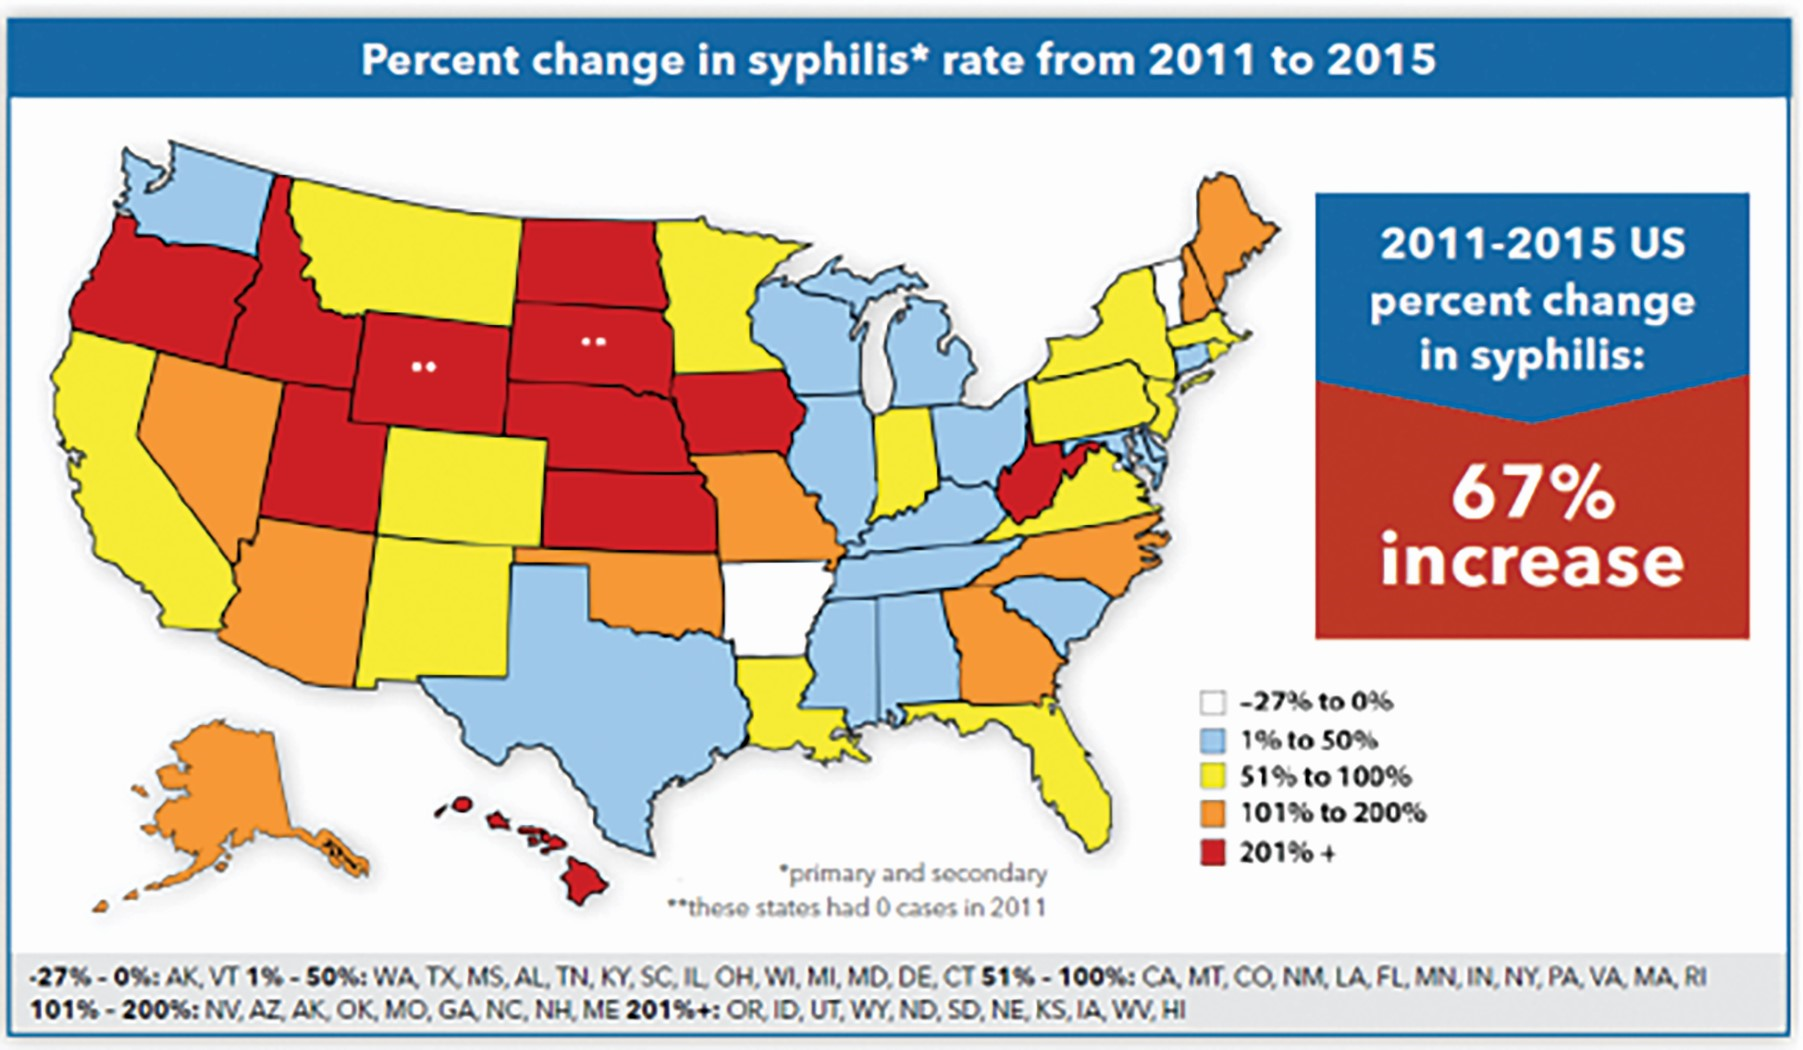 Percent change in syphilis* rate from 2011 to 2015
**
**
2011-2015 US
percent change
in syphilis:
67%
increase
-27% to 0%
1% to 50%
51% to 100%
101% to 200%
201% +
*primary and secondary
**these states had 0 cases in 2011
-27% - 0%: AK, VT 1% - 50%: WA, TX, MS, AL, TN, KY, SC, IL, OH, WI, MI, MD, DE, CT 51% - 100%: CA, MT, CO, NM, LA, FL, MN, IN, NY, PA, VA, MA, RI
101% - 200%: NV, AZ, AK, OK, MO, GA, NC, NH, ME 201%+: OR, ID, UT, WY, ND, SD, NE, KS, IA, WV, HI